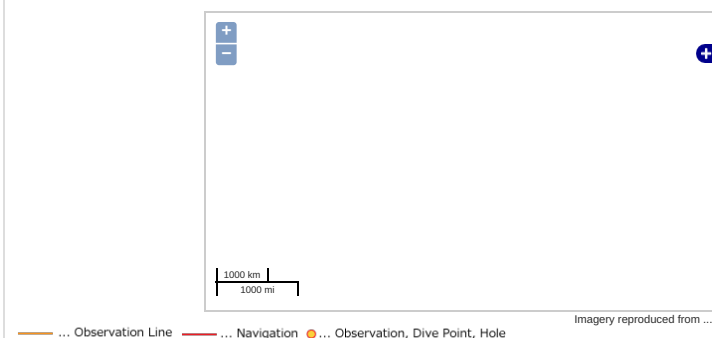 +
−
+
1000 km
1000 mi
Imagery reproduced from ...
... Observation Line ... Navigation ... Observation, Dive Point, Hole